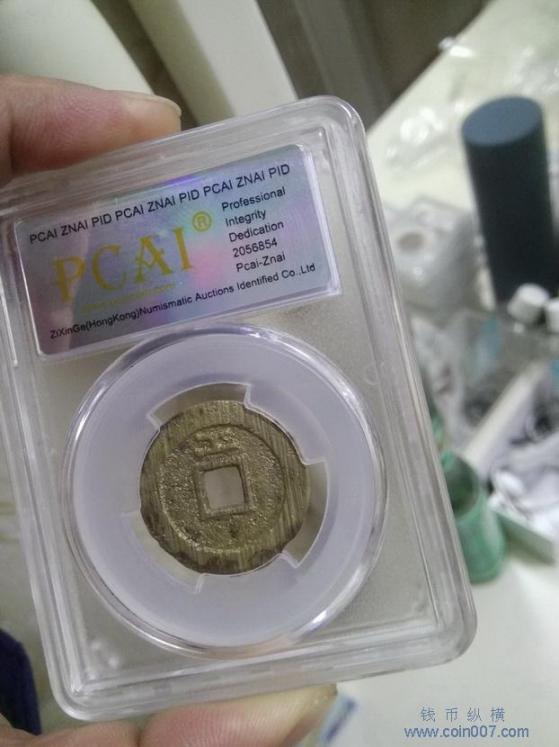 PCAI ZNAI PID PCAI ZNAI PID PCAI ZNAI PID
PCAI®
Professional
Integrity
Dedication
2056854
Pcai-Znai
ZiXinGe(HongKong)Numismatic Auctions Identified Co.,Ltd
钱币纵横
www.coin007.com